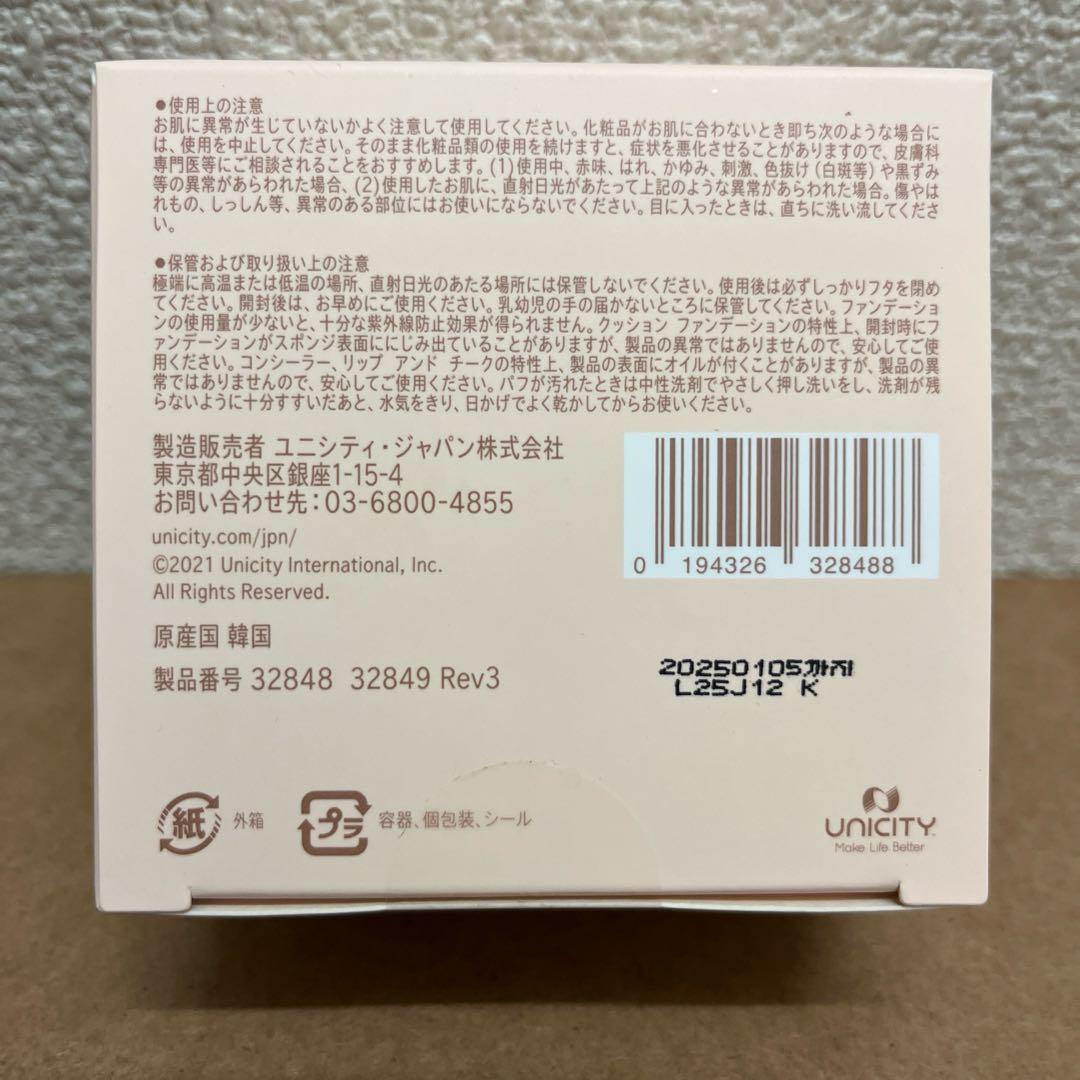 ●使用上の注意
お肌に異常が生じていないかよく注意して使用してください。化粧品がお肌に合わないとき即ち次のような場合に
は、使用を中止してください。そのまま化粧品類の使用を続けますと、症状を悪化させることがありますので、皮膚科
専門医等にご相談されることをおすすめします。(1)使用中、赤味、はれ、かゆみ、刺激、色抜け(白斑等)や黒ずみ
等の異常があらわれた場合、(2)使用したお肌に、直射日光があたって上記のような異常があらわれた場合。傷やは
れもの、しっしん等、異常のある部位にはお使いにならないでください。目に入ったときは、直ちに洗い流してくださ
い。
●保管および取り扱い上の注意
極端に高温または低温の場所、直射日光のあたる場所には保管しないでください。使用後は必ずしっかりフタを閉め
てください。開封後は、お早めにご使用ください。乳幼児の手の届かないところに保管してください。ファンデーショ
ンの使用量が少ないと、十分な紫外線防止効果が得られません。クッション ファンデーションの特性上、開封時にフ
ァンデーションがスポンジ表面ににじみ出ていることがありますが、製品の異常ではありませんので、安心してご使
用ください。コンシーラー、リップ アンド チークの特性上、製品の表面にオイルが付くことがありますが、製品の異
常ではありませんので、安心してご使用ください。パフが汚れたときは中性洗剤でやさしく押し洗いをし、洗剤が残
らないように十分すすいだあと、水気をきり、日かげでよく乾かしてからお使いください。
製造販売者 ユニシティ・ジャパン株式会社
東京都中央区銀座1-15-4
お問い合わせ先：03-6800-4855
unicity.com/jpn/
©2021 Unicity International, Inc.
All Rights Reserved.
原産国 韓国
製品番号 32848 32849 Rev3
0 194326 328488
20250105까지
L25J12 K
紙 外箱
プラ 容器、個包装、シール
UNICITY
Make Life Better